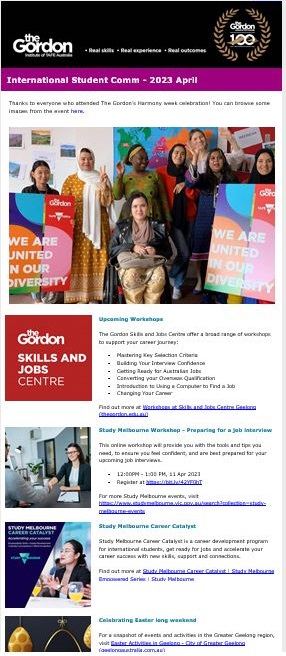 the
Gordon
Institute of TAFE Australia
• Real skills • Real experience • Real outcomes
the
Gordon
100
International Student Comm - 2023 April
Thanks to everyone who attended The Gordon's Harmony week celebration! You can browse some
images from the event here.
the
Gordon
WE ARE
UNITED
IN OUR
DIVERSITY
WE ARE
UNITED
IN OUR
DIVERSITY
the
Gordon
SKILLS AND
JOBS
CENTRE
Upcoming Workshops
The Gordon Skills and Jobs Centre offer a broad range of workshops
to support your career journey:
• Mastering Key Selection Criteria
• Building Your Interview Confidence
• Getting Ready for Australian Jobs
• Converting your Overseas Qualification
• Introduction to Using a Computer to Find a Job
• Changing Your Career
Find out more at Workshops at Skills and Jobs Centre Geelong
(thegordon.edu.au)
Study Melbourne Workshop - Preparing for a job interview
This online workshop will provide you with the tools and tips you
need, to ensure you feel confident, and are best prepared for your
upcoming job interviews.
• 12:00PM - 1:00 PM, 11 Apr 2023
• Register at
For more Study Melbourne events, visit
https://www.studymelbourne.vic.gov.au/search?collection=study-
melbourne-events
STUDY MELBOURNE
CAREER CATALYST
Accelerating your success
Study Melbourne Career Catalyst
Study Melbourne Career Catalyst is a career development program
for international students, get ready for jobs and accelerate your
career success with new skills, support and connections.
Find out more at Study Melbourne Career Catalyst | Study Melbourne
Empowered Series | Study Melbourne
Celebrating Easter long weekend
For a snapshot of events and activities in the Greater Geelong region,
visit Easter Activities in Geelong - City of Greater Geelong
(geelongaustralia.com.au)